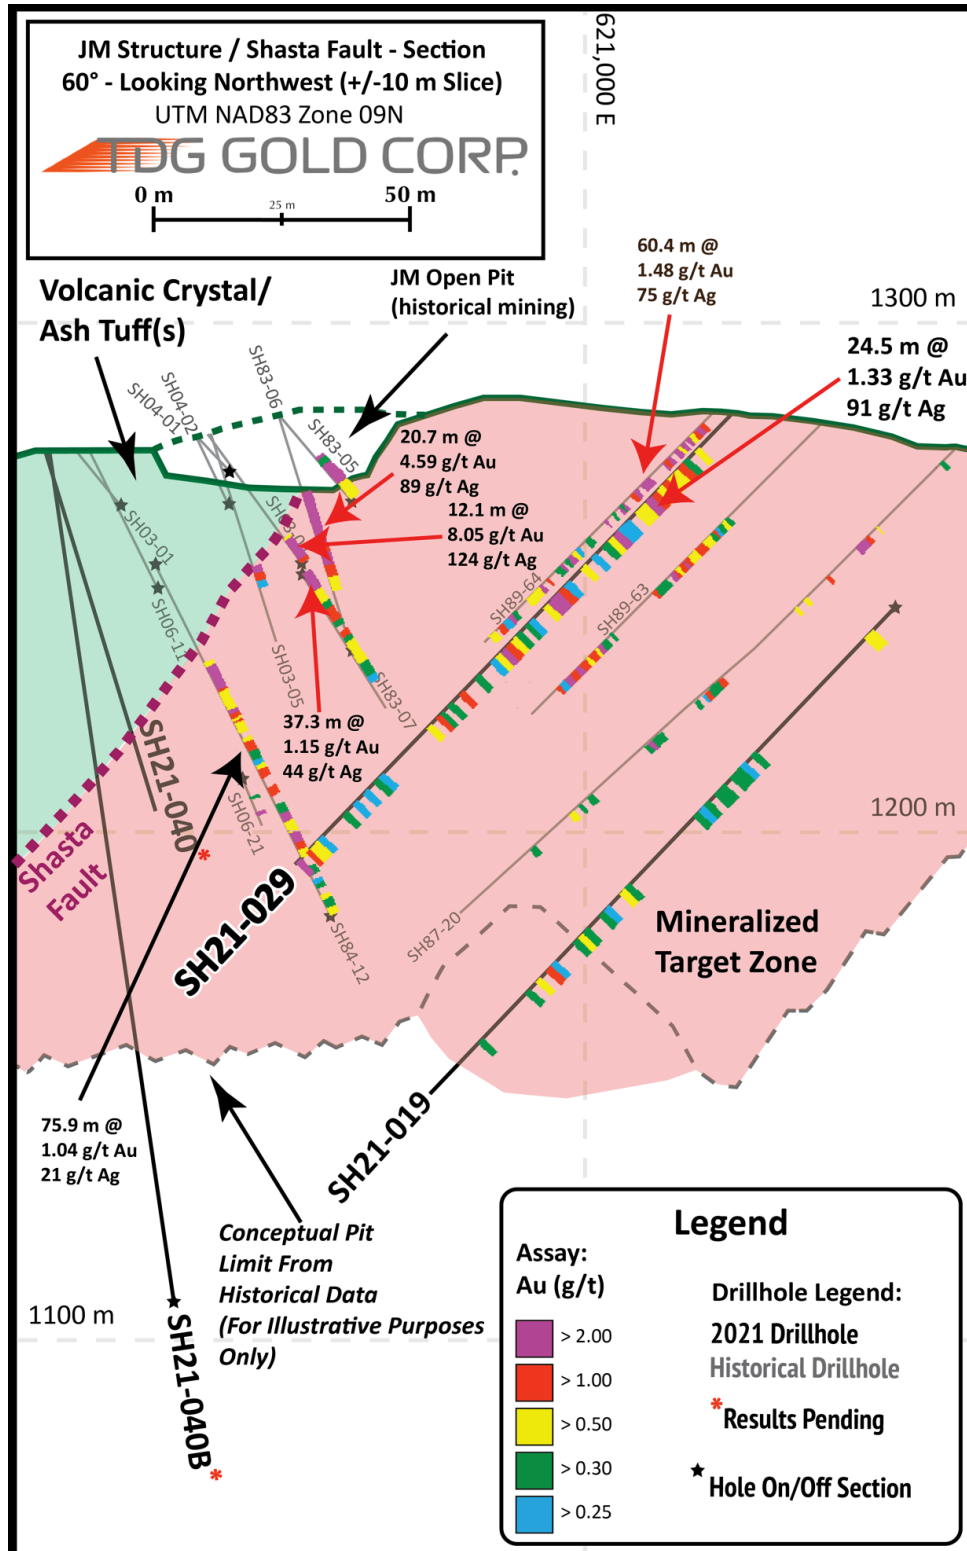 JM Structure / Shasta Fault - Section
60° - Looking Northwest (+/-10 m Slice)
UTM NAD83 Zone 09N
TDG GOLD CORP.
0 m
25 m
50 m
621,000 E
60.4 m @
1.48 g/t Au
75 g/t Ag
Volcanic Crystal/
Ash Tuff(s)
JM Open Pit
(historical mining)
1300 m
24.5 m @
1.33 g/t Au
91 g/t Ag
SH04-01
SH04-02
SH83-06
SH83-05
20.7 m @
4.59 g/t Au
89 g/t Ag
12.1 m @
8.05 g/t Au
124 g/t Ag
SH03-01
SH06-11
SH03-05
SH83-07
SH89-64
SH89-63
37.3 m @
1.15 g/t Au
44 g/t Ag
SH21-040
*
SH06-21
1200 m
Shasta
Fault
SH21-029
SH84-12
SH87-20
Mineralized
Target Zone
SH21-019
75.9 m @
1.04 g/t Au
21 g/t Ag
Conceptual Pit
Limit From
Historical Data
(For Illustrative Purposes
Only)
1100 m
SH21-040B
*
Legend
Assay:
Au (g/t)
> 2.00
> 1.00
> 0.50
> 0.30
> 0.25
Drillhole Legend:
2021 Drillhole
Historical Drillhole
*Results Pending
Hole On/Off Section